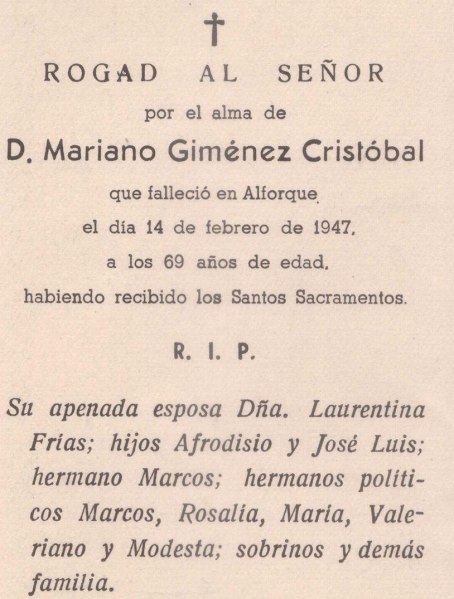 ROGAD AL SEÑOR
por el alma de
D. Mariano Giménez Cristóbal
que falleció en Alforque
el día 14 de febrero de 1947,
a los 69 años de edad,
habiendo recibido los Santos Sacramentos.
R. I. P.
Su apenada esposa Dña. Laurentina
Frías; hijos Afrodisio y José Luis;
hermano Marcos; hermanos políti-
cos Marcos, Rosalía, María, Vale-
riano y Modesta; sobrinos y demás
familia.